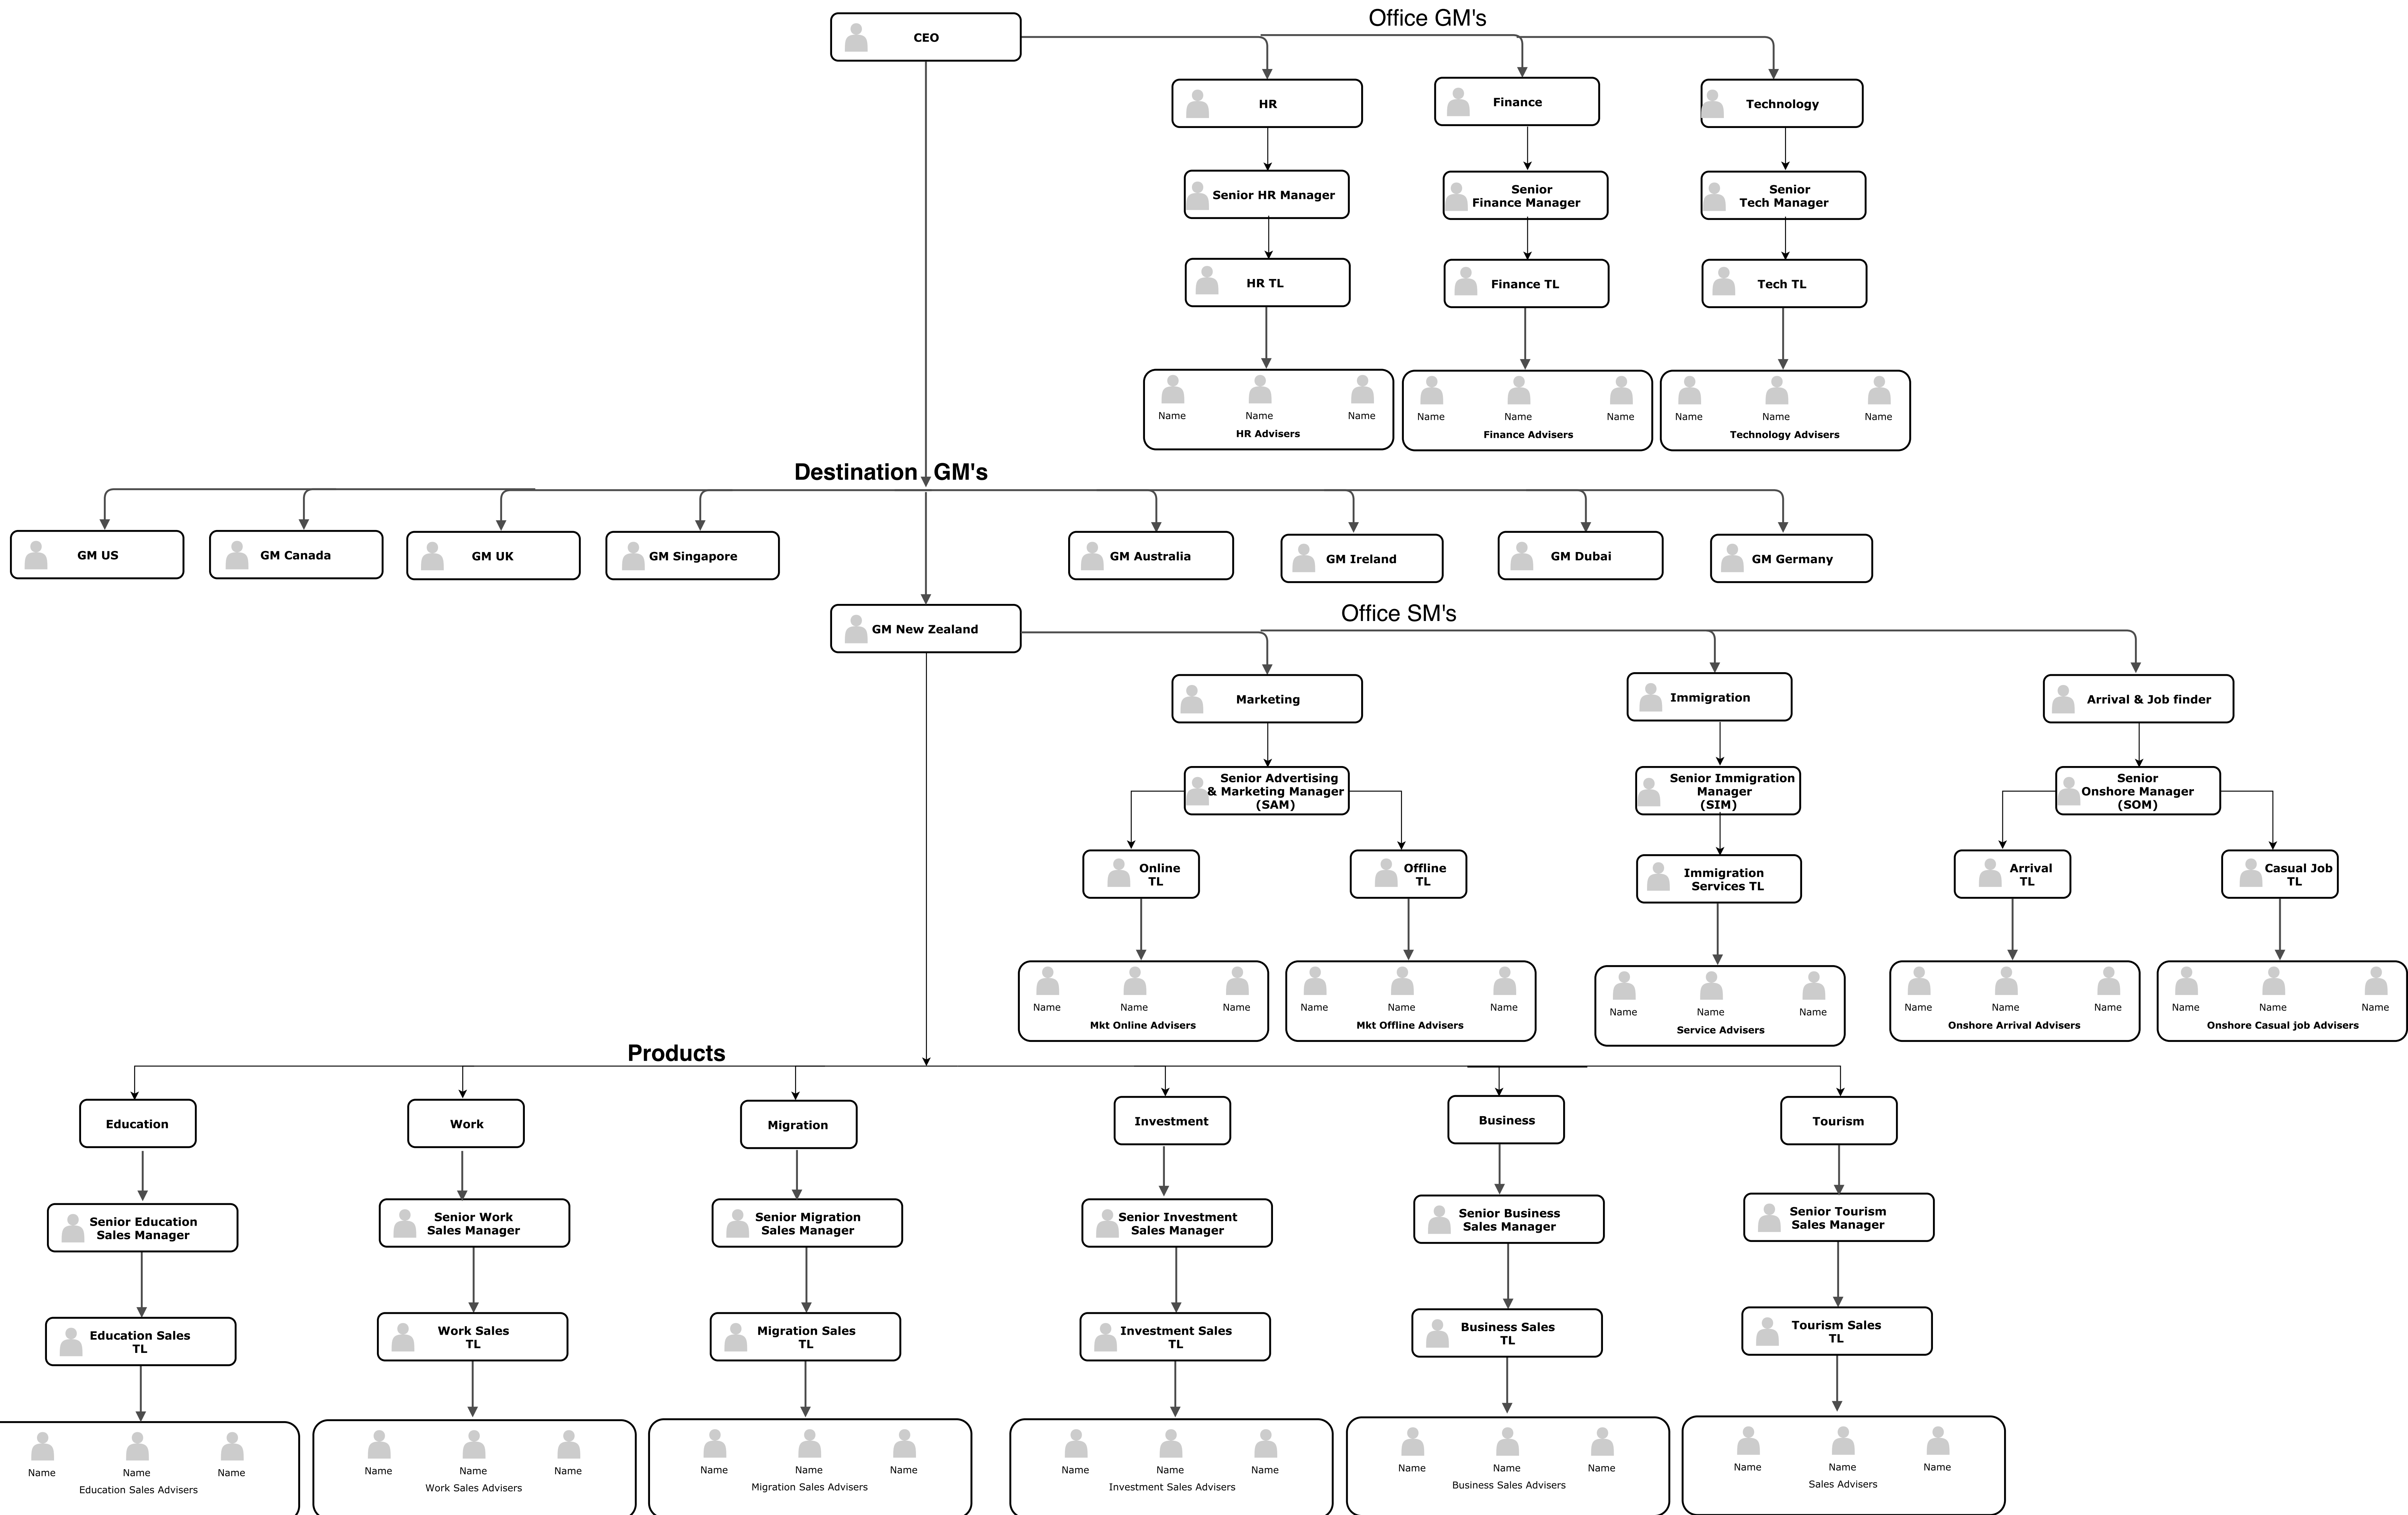 Office GM's
CEO
HR
Finance
Technology
Senior HR Manager
Senior
Finance Manager
Senior
Tech Manager
HR TL
Finance TL
Tech TL
Name Name Name
HR Advisers
Name Name Name
Finance Advisers
Name Name Name
Technology Advisers
Destination GM's
GM US
GM Canada
GM UK
GM Singapore
GM Australia
GM Ireland
GM Dubai
GM Germany
Office SM's
GM New Zealand
Marketing
Immigration
Arrival & Job finder
Senior Advertising
& Marketing Manager
(SAM)
Senior Immigration
Manager
(SIM)
Senior
Onshore Manager
(SOM)
Online
TL
Offline
TL
Immigration
Services TL
Arrival
TL
Casual Job
TL
Name Name Name
Mkt Online Advisers
Name Name Name
Mkt Offline Advisers
Name Name Name
Service Advisers
Name Name Name
Onshore Arrival Advisers
Name Name Name
Onshore Casual job Advisers
Products
Education
Work
Migration
Investment
Business
Tourism
Senior Education
Sales Manager
Senior Work
Sales Manager
Senior Migration
Sales Manager
Senior Investment
Sales Manager
Senior Business
Sales Manager
Senior Tourism
Sales Manager
Education Sales
TL
Work Sales
TL
Migration Sales
TL
Investment Sales
TL
Business Sales
TL
Tourism Sales
TL
Name Name Name
Education Sales Advisers
Name Name Name
Work Sales Advisers
Name Name Name
Migration Sales Advisers
Name Name Name
Investment Sales Advisers
Name Name Name
Business Sales Advisers
Name Name Name
Sales Advisers